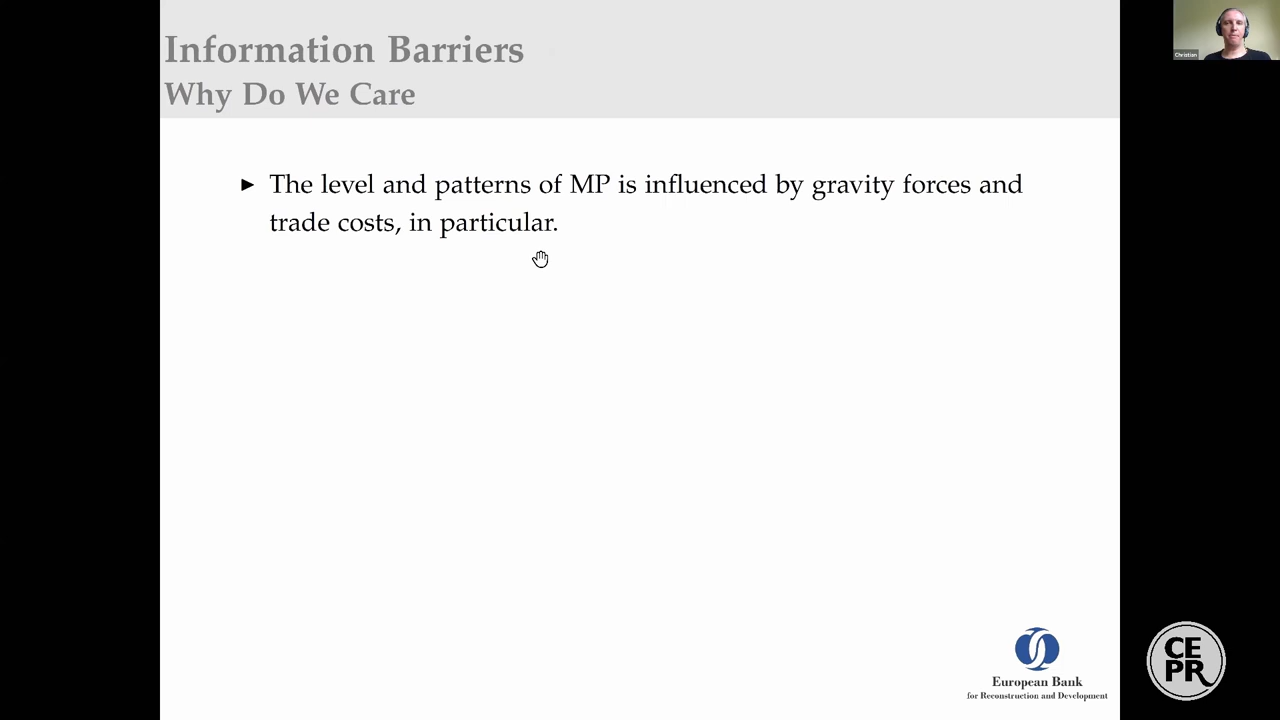 Information Barriers
Why Do We Care
► The level and patterns of MP is influenced by gravity forces and
trade costs, in particular.
Christian
European Bank
for Reconstruction and Development
CE
PR